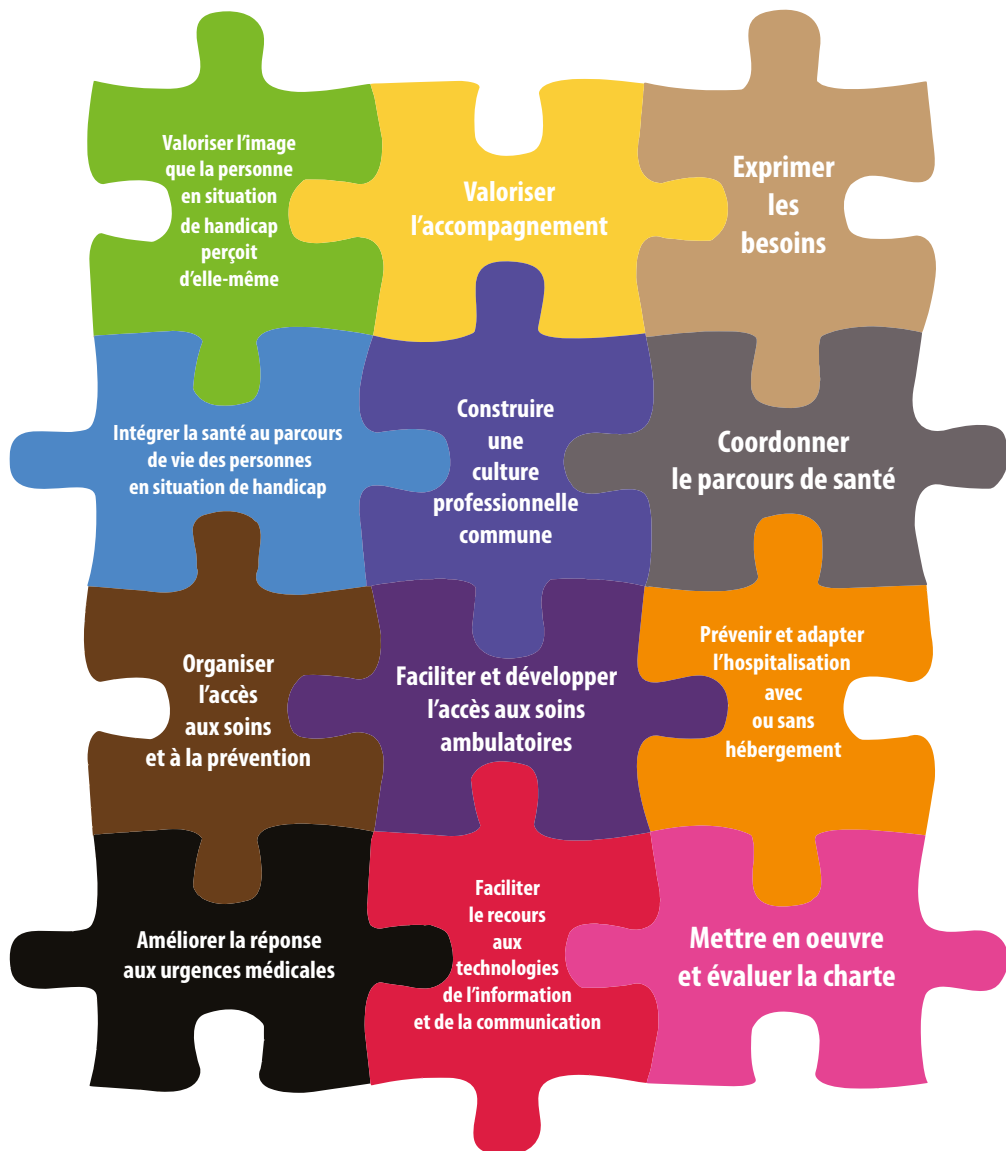 Valoriser l'image
que la personne
en situation
de handicap
perçoit
d'elle-même
Valoriser
l'accompagnement
Exprimer
les
besoins
Intégrer la santé au parcours
de vie des personnes
en situation de handicap
Construire
une
culture
professionnelle
commune
Coordonner
le parcours de santé
Organiser
l'accès
aux soins
et à la prévention
Faciliter et développer
l'accès aux soins
ambulatoires
Prévenir et adapter
l'hospitalisation
avec
ou sans
hébergement
Améliorer la réponse
aux urgences médicales
Faciliter
le recours
aux
technologies
de l'information
et de la communication
Mettre en oeuvre
et évaluer la charte